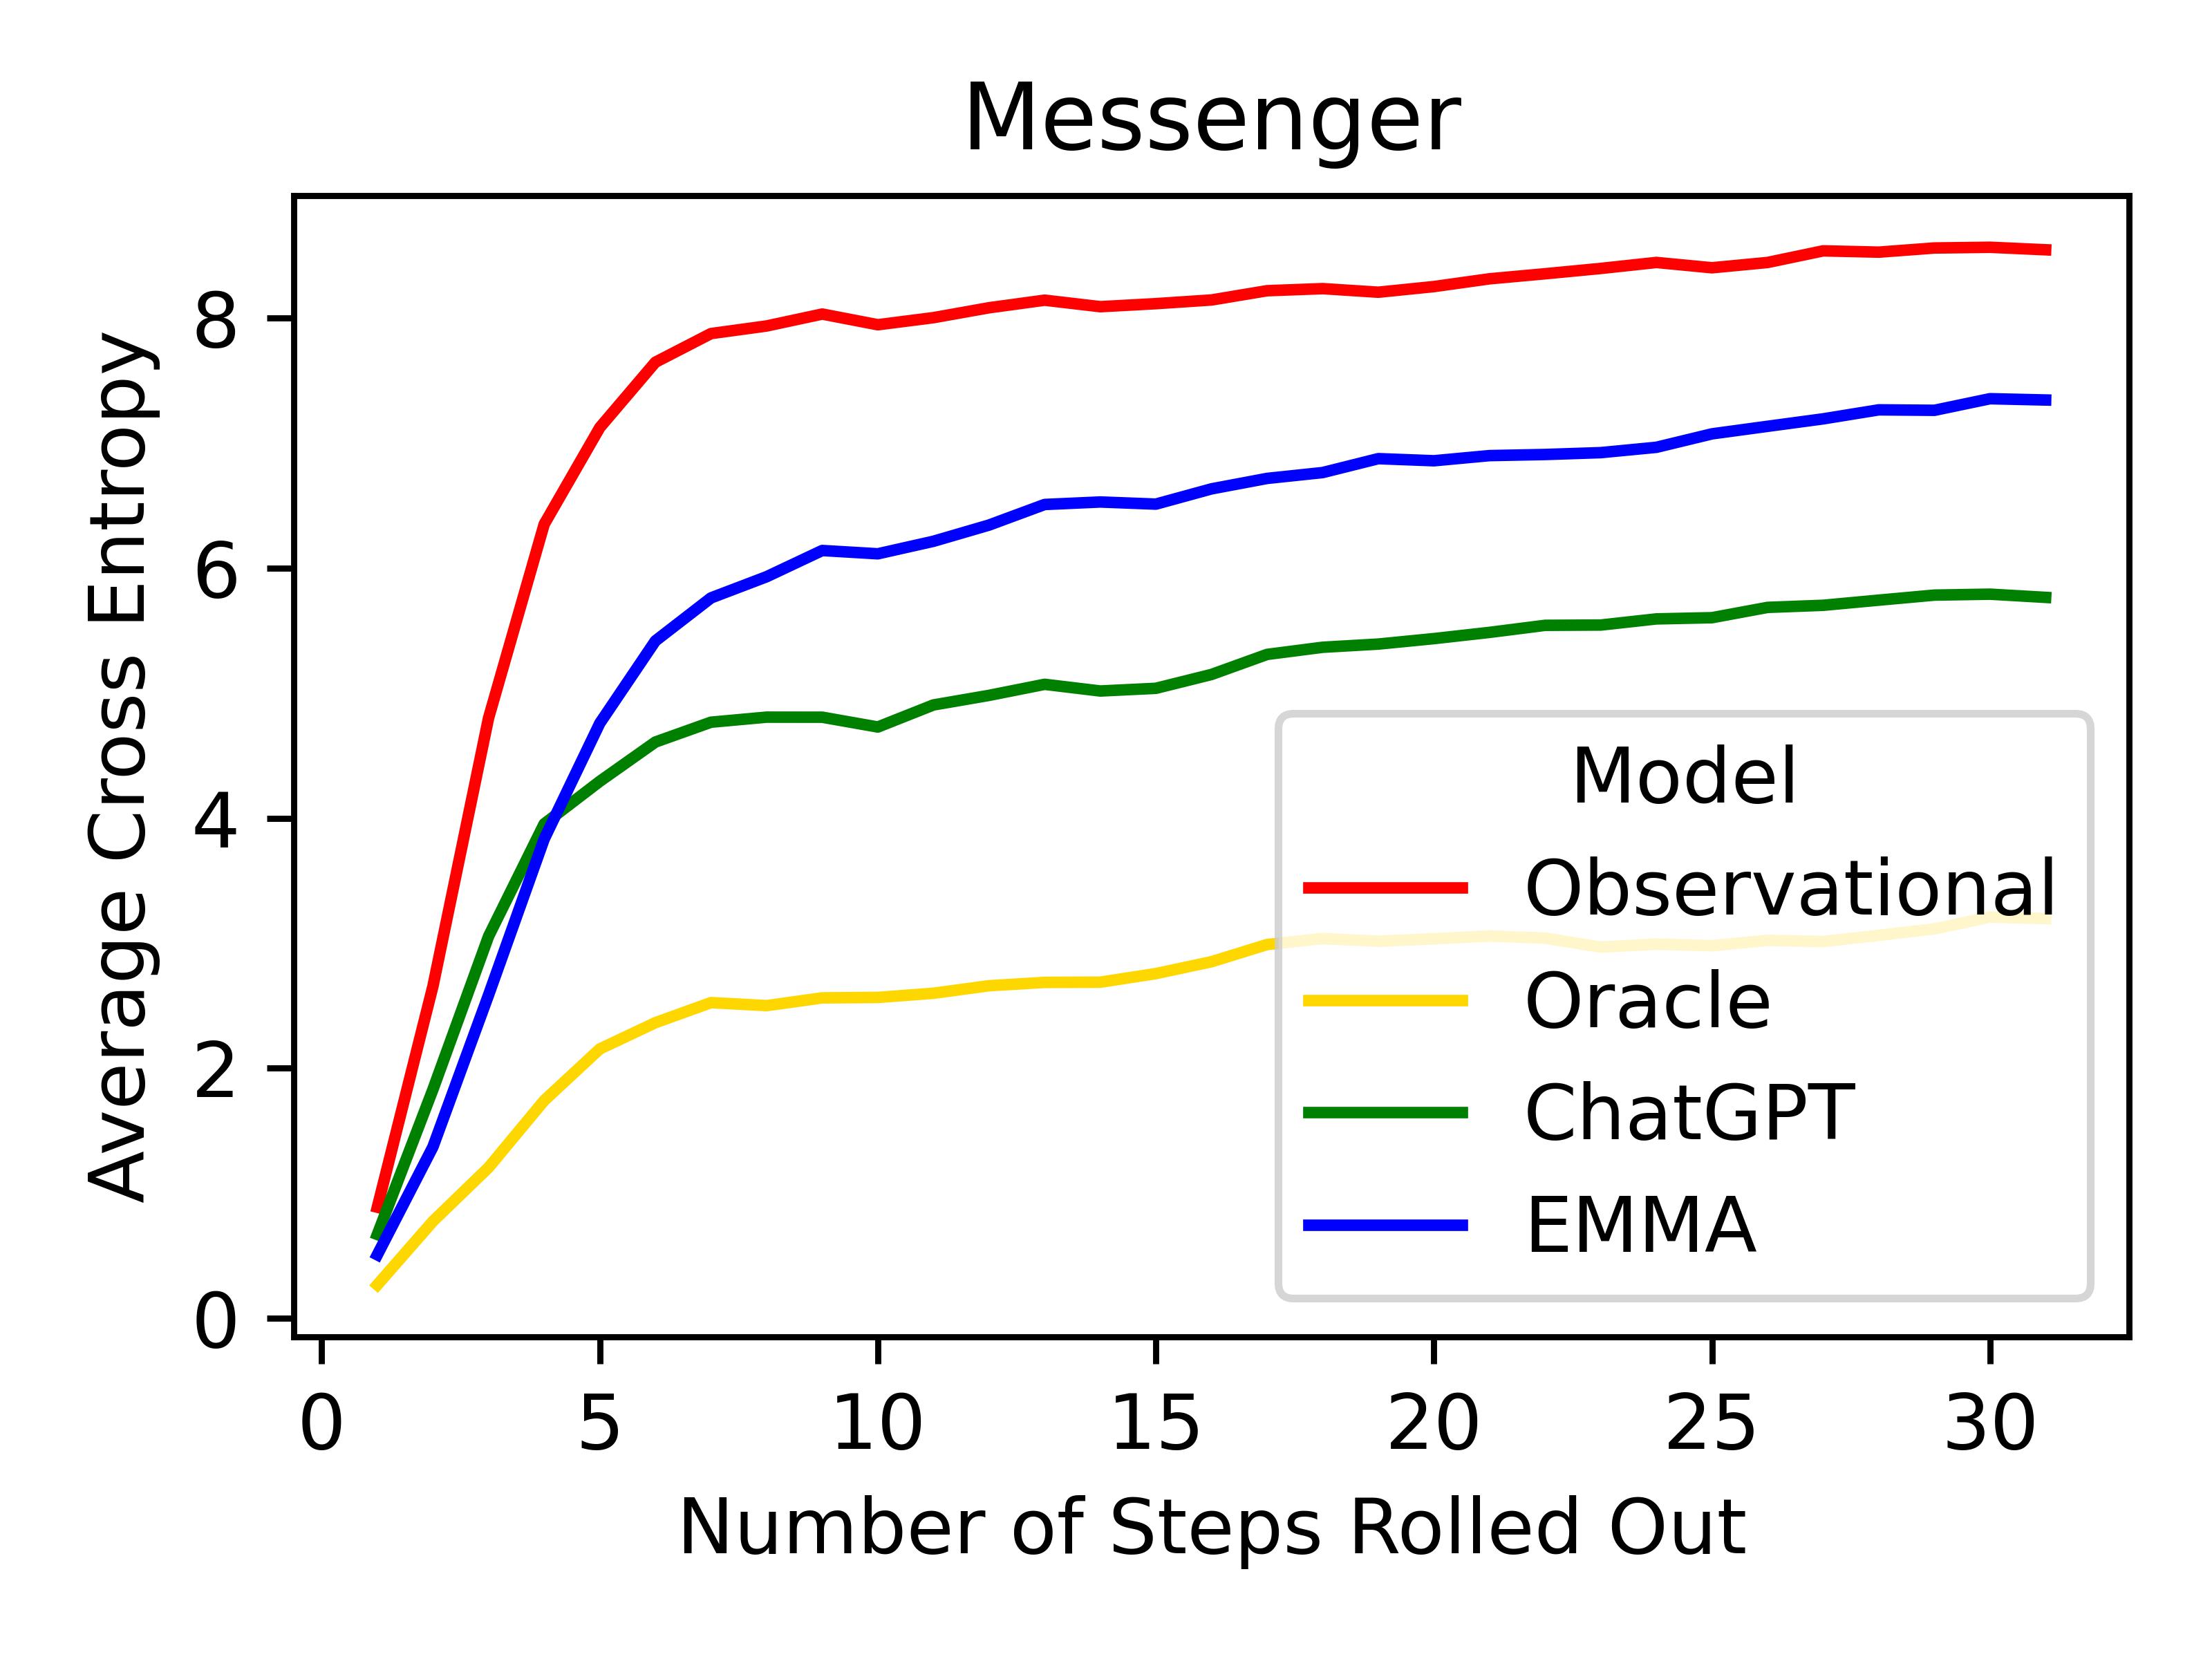 Messenger
Average Cross Entropy
8
6
4
2
0
Model
Observational
Oracle
ChatGPT
EMMA
0 5 10 15 20 25 30
Number of Steps Rolled Out